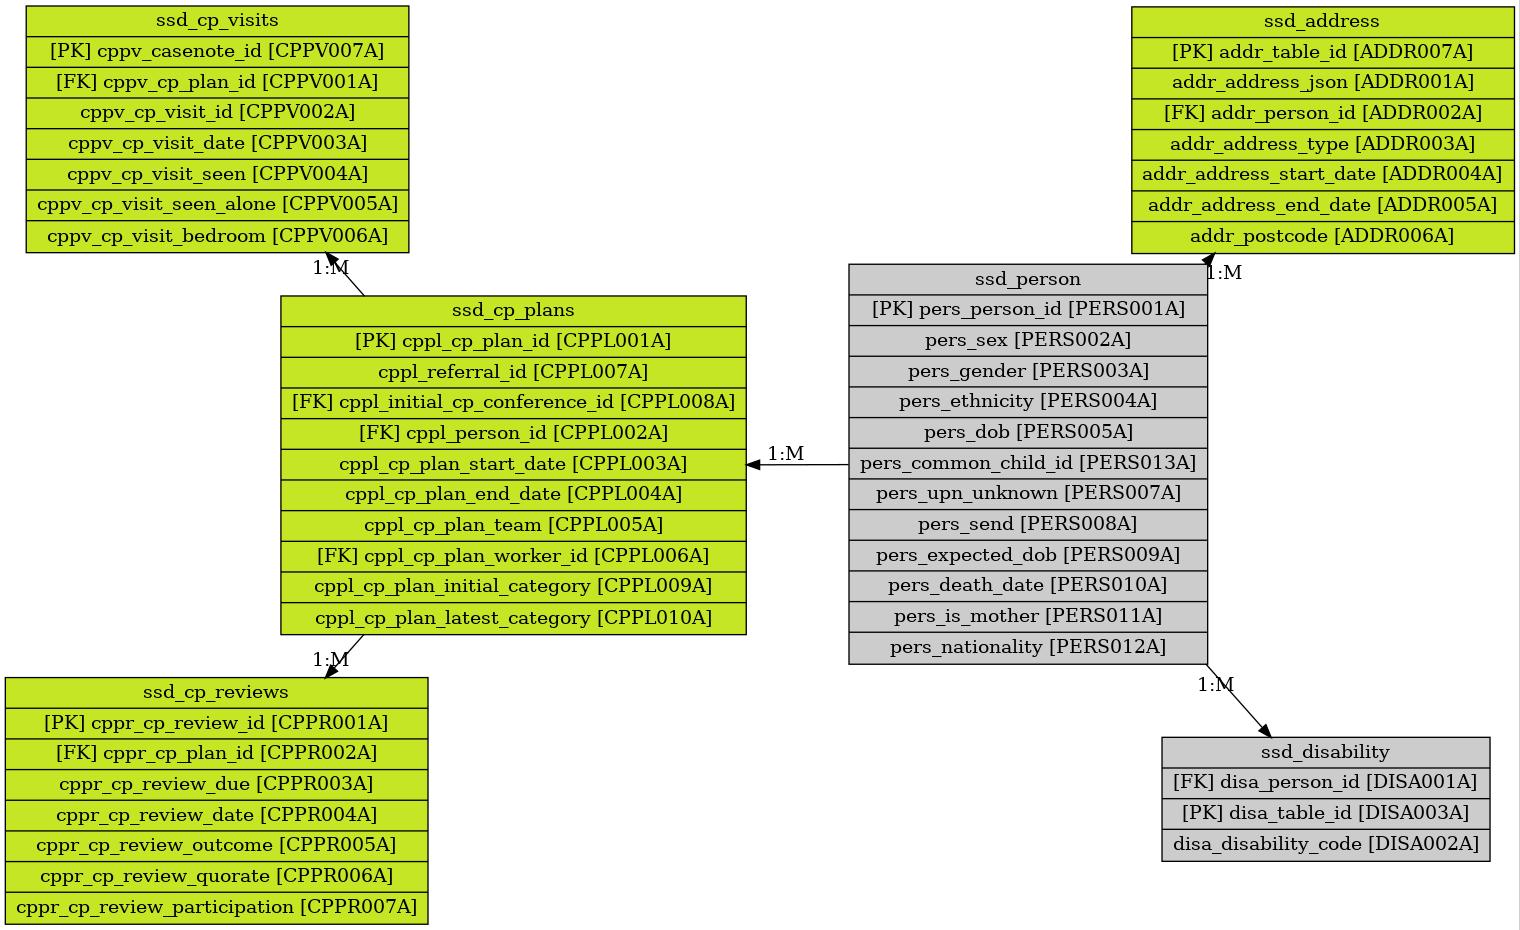 ssd_cp_visits
[PK] cppv_casenote_id [CPPV007A]
[FK] cppv_cp_plan_id [CPPV001A]
cppv_cp_visit_id [CPPV002A]
cppv_cp_visit_date [CPPV003A]
cppv_cp_visit_seen [CPPV004A]
cppv_cp_visit_seen_alone [CPPV005A]
cppv_cp_visit_bedroom [CPPV006A]
1:M
ssd_cp_plans
[PK] cppl_cp_plan_id [CPPL001A]
cppl_referral_id [CPPL007A]
[FK] cppl_initial_cp_conference_id [CPPL008A]
[FK] cppl_person_id [CPPL002A]
cppl_cp_plan_start_date [CPPL003A]
cppl_cp_plan_end_date [CPPL004A]
cppl_cp_plan_team [CPPL005A]
[FK] cppl_cp_plan_worker_id [CPPL006A]
cppl_cp_plan_initial_category [CPPL009A]
cppl_cp_plan_latest_category [CPPL010A]
1:M
ssd_cp_reviews
[PK] cppr_cp_review_id [CPPR001A]
[FK] cppr_cp_plan_id [CPPR002A]
cppr_cp_review_due [CPPR003A]
cppr_cp_review_date [CPPR004A]
cppr_cp_review_outcome [CPPR005A]
cppr_cp_review_quorate [CPPR006A]
cppr_cp_review_participation [CPPR007A]
1:M
ssd_person
[PK] pers_person_id [PERS001A]
pers_sex [PERS002A]
pers_gender [PERS003A]
pers_ethnicity [PERS004A]
pers_dob [PERS005A]
pers_common_child_id [PERS013A]
pers_upn_unknown [PERS007A]
pers_send [PERS008A]
pers_expected_dob [PERS009A]
pers_death_date [PERS010A]
pers_is_mother [PERS011A]
pers_nationality [PERS012A]
ssd_address
[PK] addr_table_id [ADDR007A]
addr_address_json [ADDR001A]
[FK] addr_person_id [ADDR002A]
addr_address_type [ADDR003A]
addr_address_start_date [ADDR004A]
addr_address_end_date [ADDR005A]
addr_postcode [ADDR006A]
1:M
1:M
ssd_disability
[FK] disa_person_id [DISA001A]
[PK] disa_table_id [DISA003A]
disa_disability_code [DISA002A]